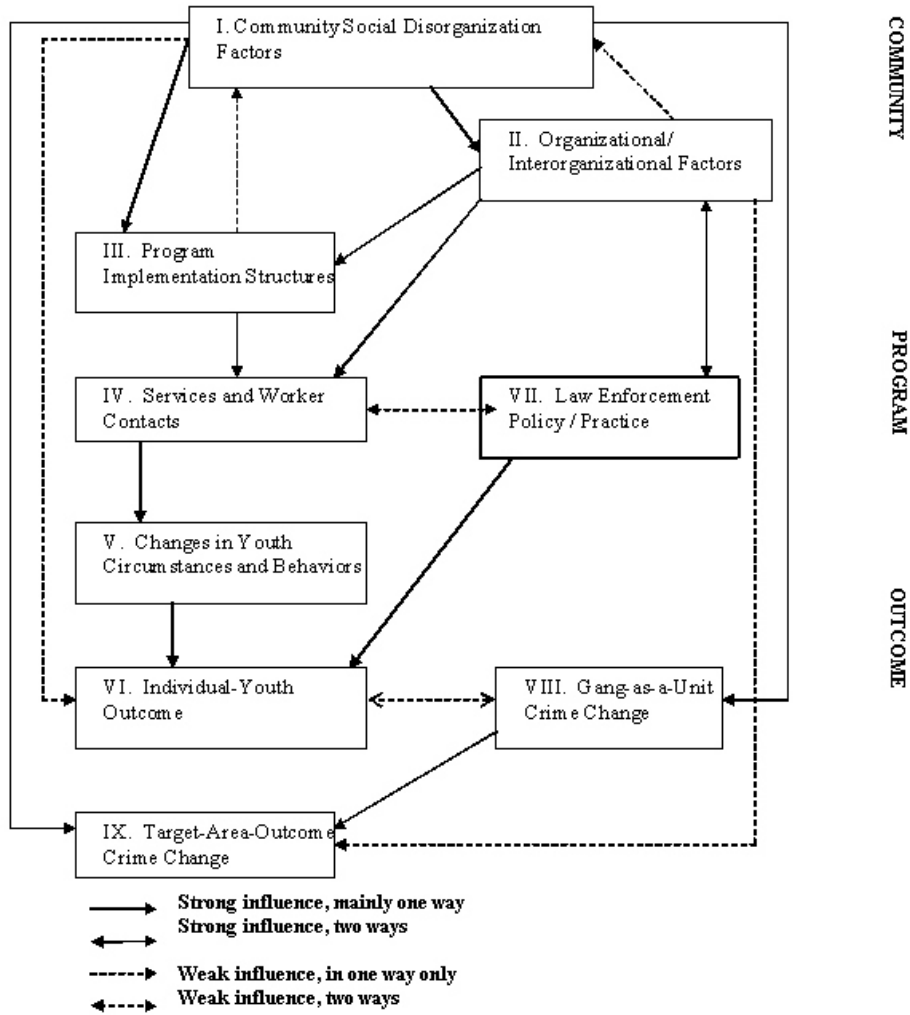 I. Community Social Disorganization
Factors
COMMUNITY
II. Organizational/
Interorganizational Factors
III. Program
Implementation Structures
PROGRAM
IV. Services and Worker
Contacts
VII. Law Enforcement
Policy / Practice
V. Changes in Youth
Circumstances and Behaviors
OUTCOME
VI. Individual-Youth
Outcome
VIII. Gang-as-a-Unit
Crime Change
IX. Target-Area-Outcome
Crime Change
Strong influence, mainly one way
Strong influence, two ways
Weak influence, in one way only
Weak influence, two ways